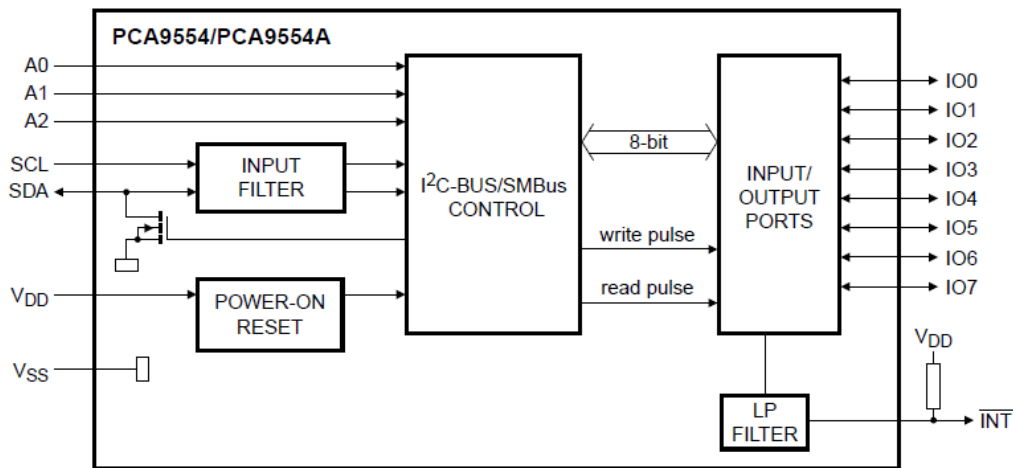 PCA9554/PCA9554A
A0
A1
A2
SCL
SDA
VDD
VSS
INPUT
FILTER
POWER-ON
RESET
I2C-BUS/SMBus
CONTROL
8-bit
write pulse
read pulse
INPUT/
OUTPUT
PORTS
LP
FILTER
IO0
IO1
IO2
IO3
IO4
IO5
IO6
IO7
VDD
INT